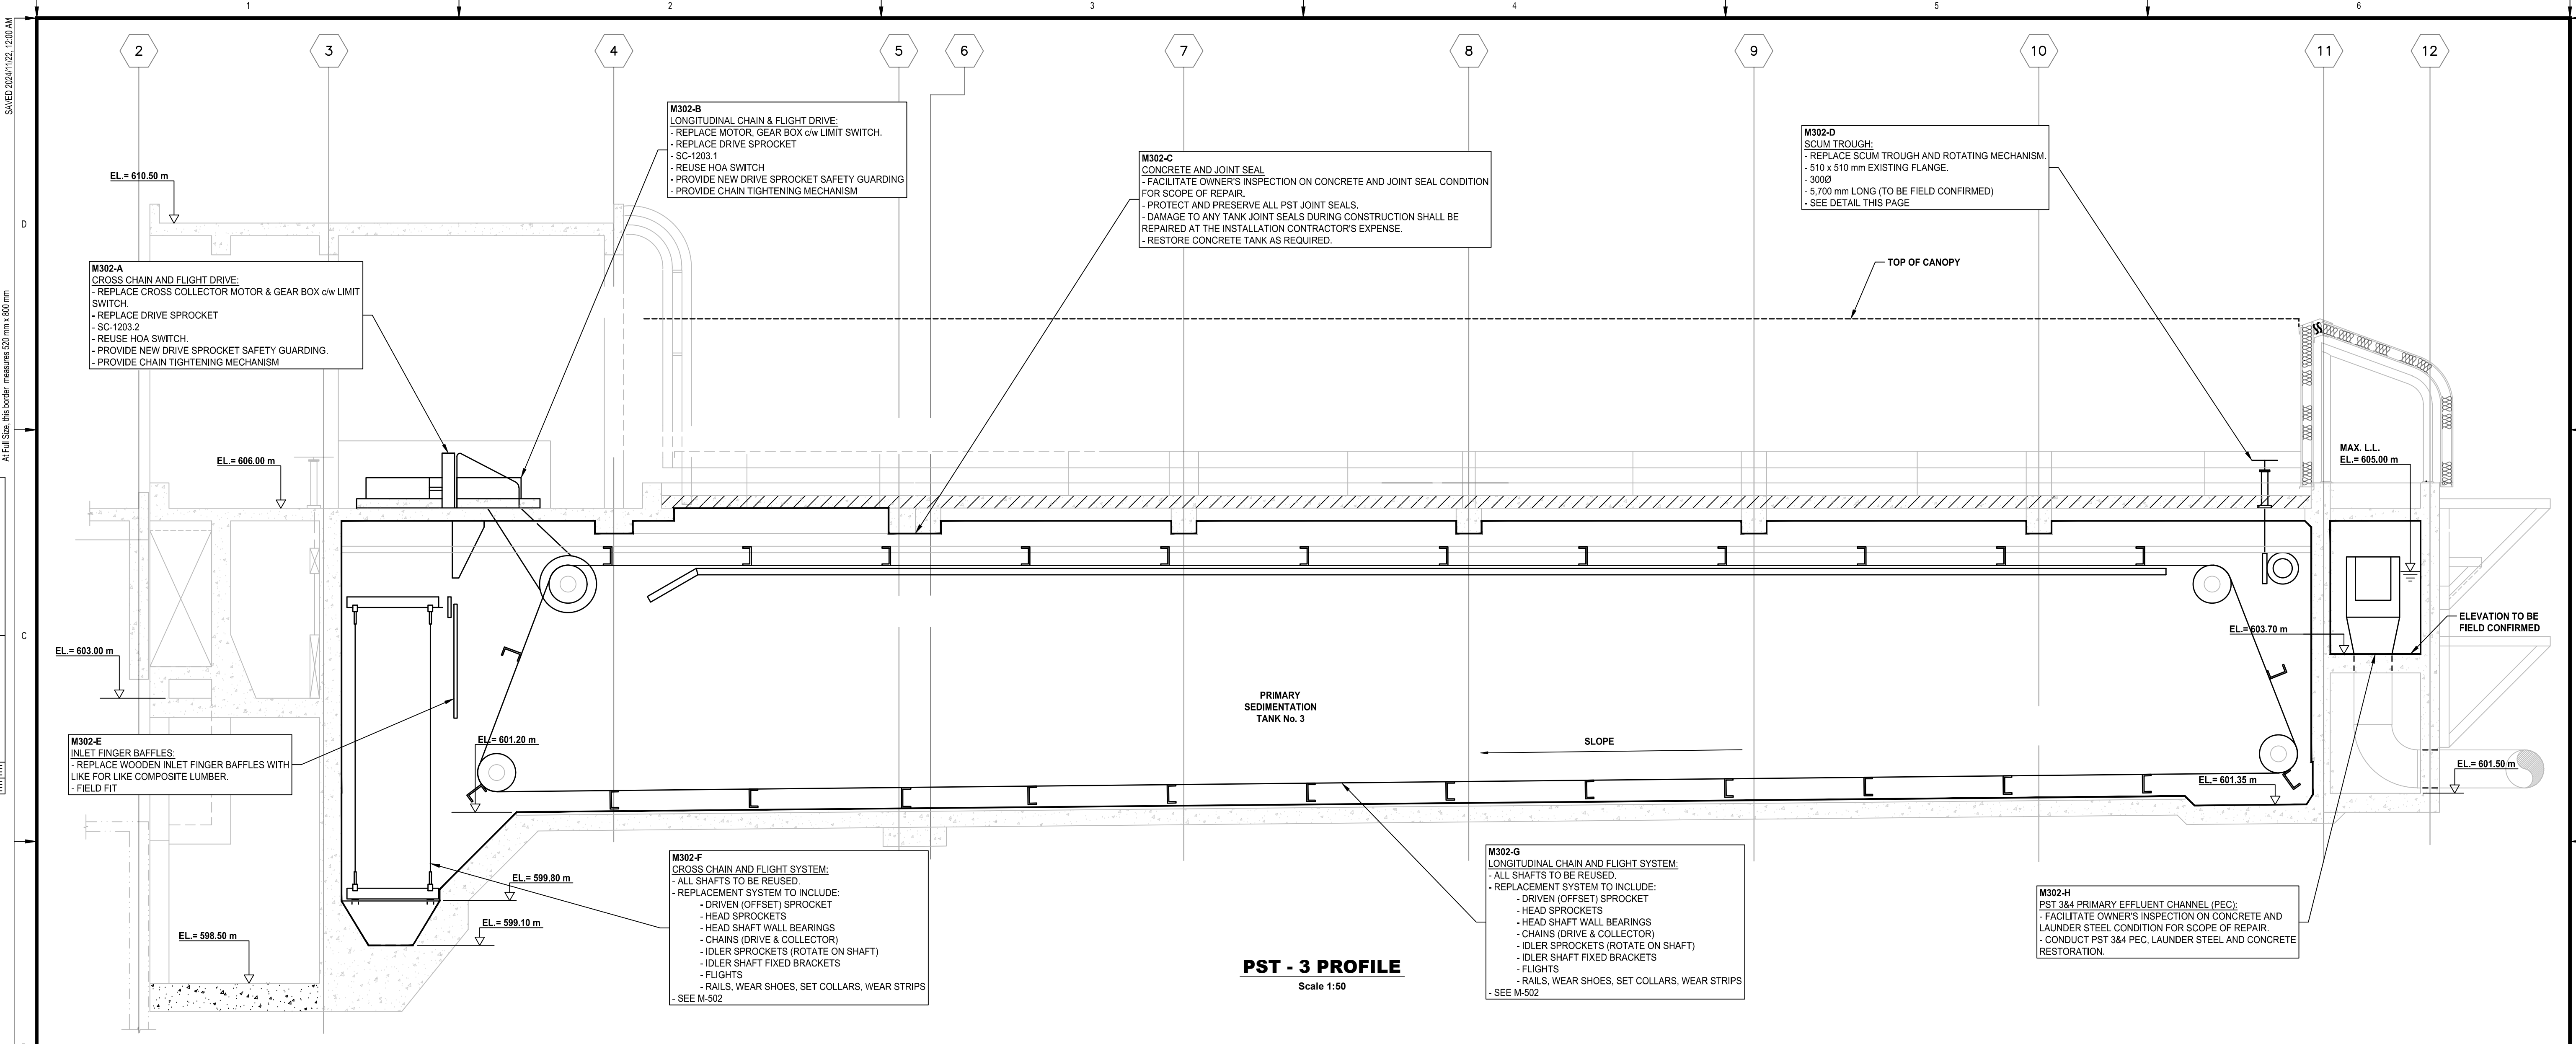 1
2
3
4
5
6
SAVED 2024/11/22, 12:00 AM
At Full Size, this border measures 520 mm x 800 mm
D
C
2
3
4
5
6
7
8
9
10
11
12
M302-B
LONGITUDINAL CHAIN & FLIGHT DRIVE:
- REPLACE MOTOR, GEAR BOX c/w LIMIT SWITCH.
- REPLACE DRIVE SPROCKET
- SC-1203.1
- REUSE HOA SWITCH
- PROVIDE NEW DRIVE SPROCKET SAFETY GUARDING
- PROVIDE CHAIN TIGHTENING MECHANISM
M302-C
CONCRETE AND JOINT SEAL
- FACILITATE OWNER'S INSPECTION ON CONCRETE AND JOINT SEAL CONDITION
FOR SCOPE OF REPAIR.
- PROTECT AND PRESERVE ALL PST JOINT SEALS.
- DAMAGE TO ANY TANK JOINT SEALS DURING CONSTRUCTION SHALL BE
REPAIRED AT THE INSTALLATION CONTRACTOR'S EXPENSE.
- RESTORE CONCRETE TANK AS REQUIRED.
M302-D
SCUM TROUGH:
- REPLACE SCUM TROUGH AND ROTATING MECHANISM.
- 510 x 510 mm EXISTING FLANGE.
- 300Ø
- 5,700 mm LONG (TO BE FIELD CONFIRMED)
- SEE DETAIL THIS PAGE
EL.= 610.50 m
M302-A
CROSS CHAIN AND FLIGHT DRIVE:
- REPLACE CROSS COLLECTOR MOTOR & GEAR BOX c/w LIMIT
SWITCH.
- REPLACE DRIVE SPROCKET
- SC-1203.2
- REUSE HOA SWITCH.
- PROVIDE NEW DRIVE SPROCKET SAFETY GUARDING.
- PROVIDE CHAIN TIGHTENING MECHANISM
TOP OF CANOPY
EL.= 606.00 m
MAX. L.L.
EL.= 605.00 m
EL.= 603.00 m
EL.= 603.70 m
ELEVATION TO BE
FIELD CONFIRMED
PRIMARY
SEDIMENTATION
TANK No. 3
SLOPE
EL.= 601.20 m
EL.= 601.35 m
EL.= 601.50 m
M302-E
INLET FINGER BAFFLES:
- REPLACE WOODEN INLET FINGER BAFFLES WITH
LIKE FOR LIKE COMPOSITE LUMBER.
- FIELD FIT
EL.= 599.80 m
EL.= 599.10 m
EL.= 598.50 m
M302-F
CROSS CHAIN AND FLIGHT SYSTEM:
- ALL SHAFTS TO BE REUSED.
- REPLACEMENT SYSTEM TO INCLUDE:
- DRIVEN (OFFSET) SPROCKET
- HEAD SPROCKETS
- HEAD SHAFT WALL BEARINGS
- CHAINS (DRIVE & COLLECTOR)
- IDLER SPROCKETS (ROTATE ON SHAFT)
- IDLER SHAFT FIXED BRACKETS
- FLIGHTS
- RAILS, WEAR SHOES, SET COLLARS, WEAR STRIPS
- SEE M-502
M302-G
LONGITUDINAL CHAIN AND FLIGHT SYSTEM:
- ALL SHAFTS TO BE REUSED.
- REPLACEMENT SYSTEM TO INCLUDE:
- DRIVEN (OFFSET) SPROCKET
- HEAD SPROCKETS
- HEAD SHAFT WALL BEARINGS
- CHAINS (DRIVE & COLLECTOR)
- IDLER SPROCKETS (ROTATE ON SHAFT)
- IDLER SHAFT FIXED BRACKETS
- FLIGHTS
- RAILS, WEAR SHOES, SET COLLARS, WEAR STRIPS
- SEE M-502
M302-H
PST 3&4 PRIMARY EFFLUENT CHANNEL (PEC):
- FACILITATE OWNER'S INSPECTION ON CONCRETE AND
LAUNDER STEEL CONDITION FOR SCOPE OF REPAIR.
- CONDUCT PST 3&4 PEC, LAUNDER STEEL AND CONCRETE
RESTORATION.
PST - 3 PROFILE
Scale 1:50